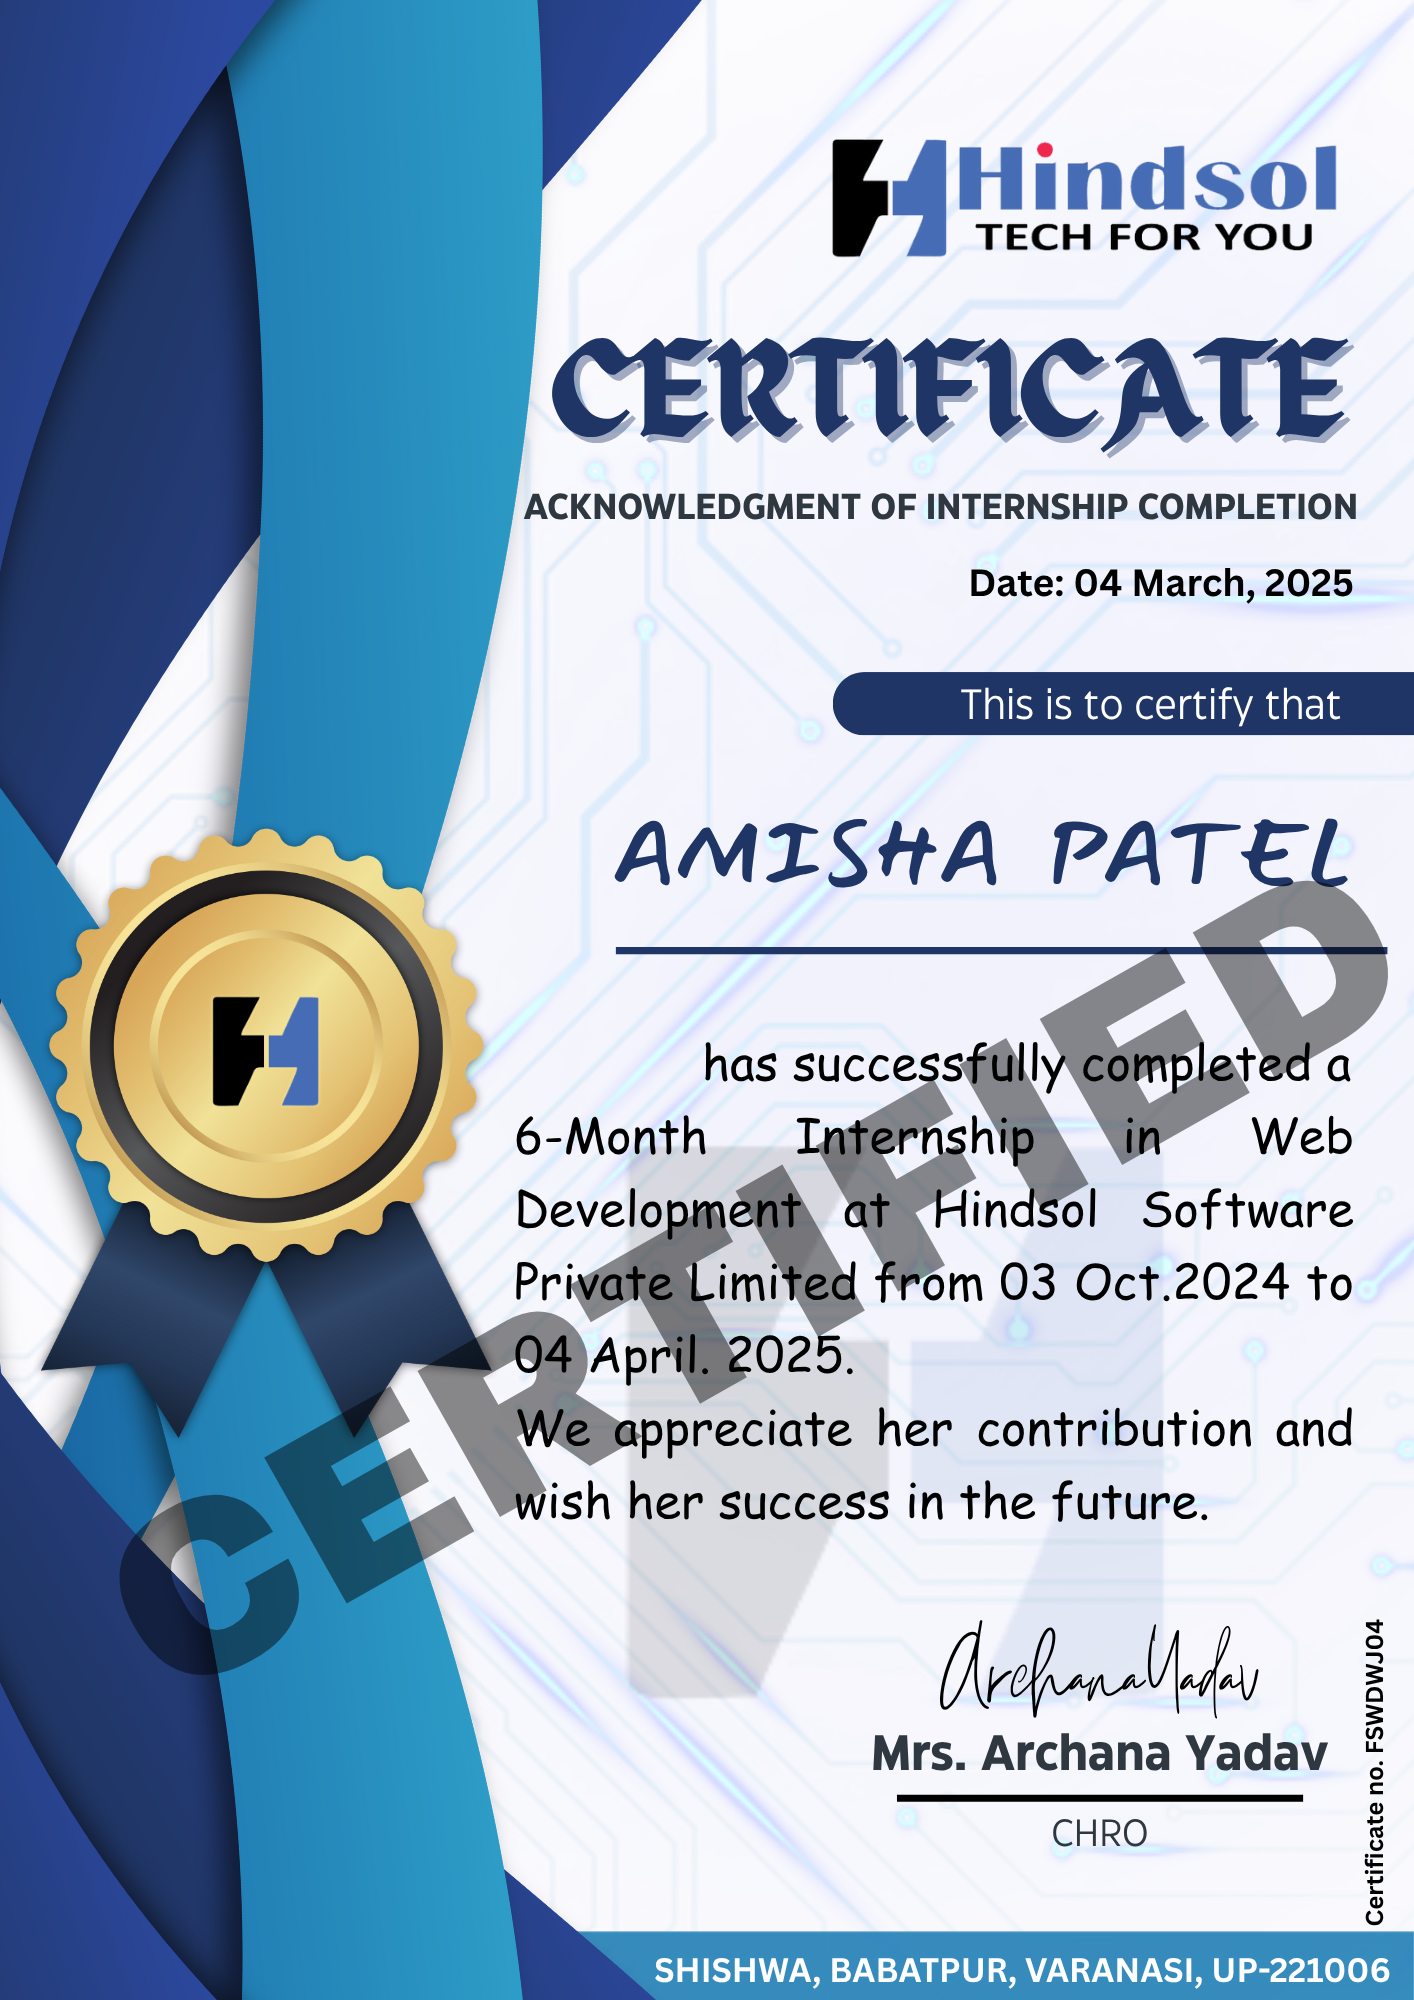 Hindsol
TECH FOR YOU
CERTIFICATE
ACKNOWLEDGMENT OF INTERNSHIP COMPLETION
Date: 04 March, 2025
This is to certify that
AMISHA PATEL
has successfully completed a
6-Month Internship in Web
Development at Hindsol Software
Private Limited from 03 Oct.2024 to
04 April. 2025.
We appreciate her contribution and
wish her success in the future.
CERTIFIED
ArchanaYadav
Mrs. Archana Yadav
CHRO
Certificate no. FSWDWJ04
SHISHWA, BABATPUR, VARANASI, UP-221006